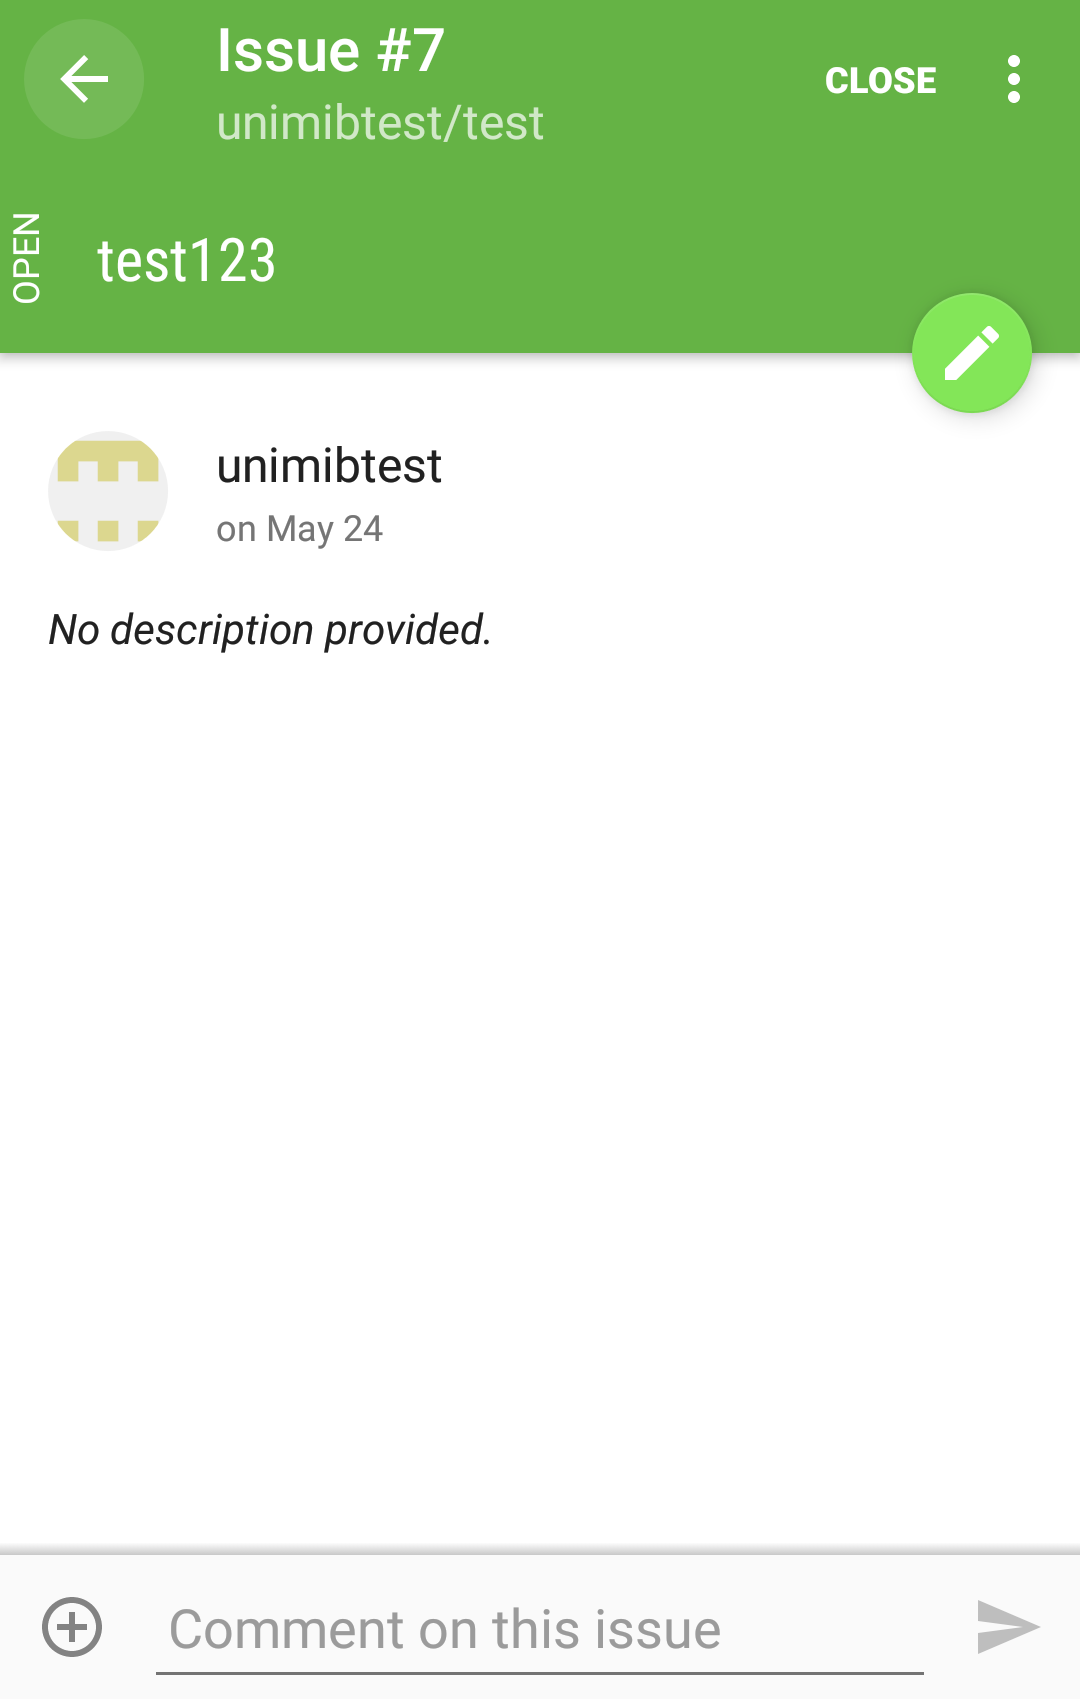 Issue #7
unimibtest/test
CLOSE
OPEN
test123
unimibtest
on May 24
No description provided.
Comment on this issue